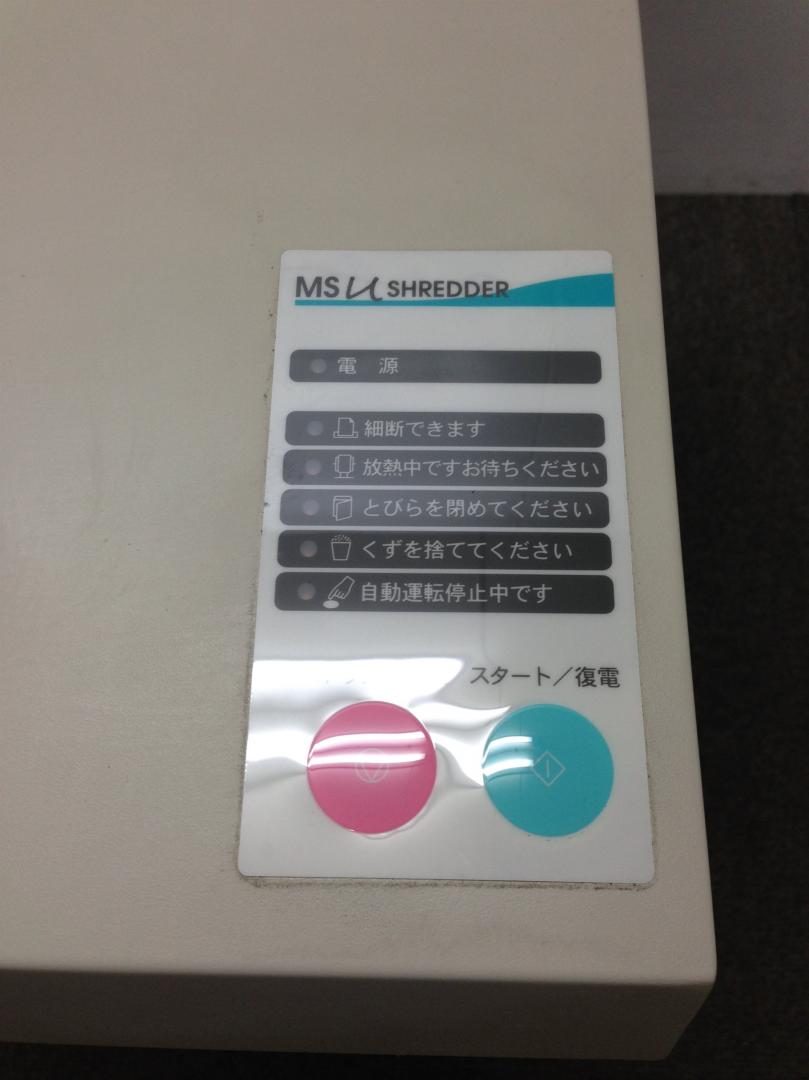 MS u SHREDDER
電 源
細断できます
放熱中ですお待ちください
とびらを閉めてください
くずを捨ててください
自動運転停止中です
スタート／復電